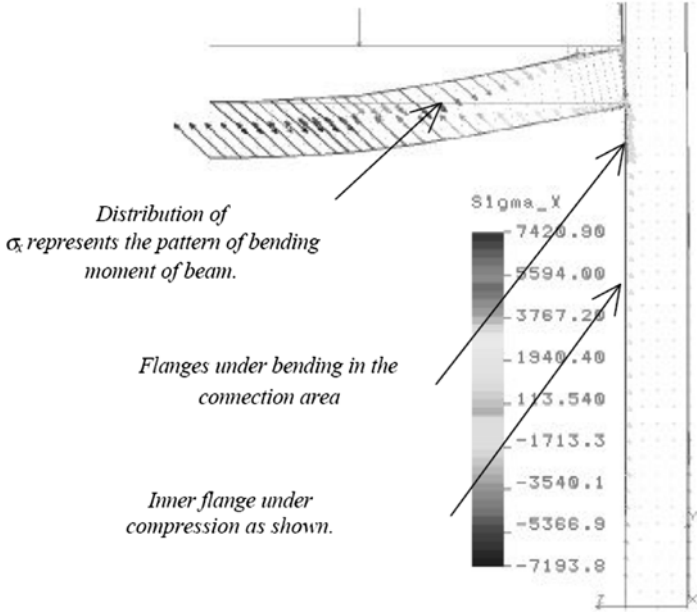 Distribution of
σx represents the pattern of bending
moment of beam.
Sigma_X
7420.90
5594.00
3767.20
1940.40
113.540
-1713.3
-3540.1
-5366.9
-7193.8
Flanges under bending in the
connection area
Inner flange under
compression as shown.
Y
Z
X